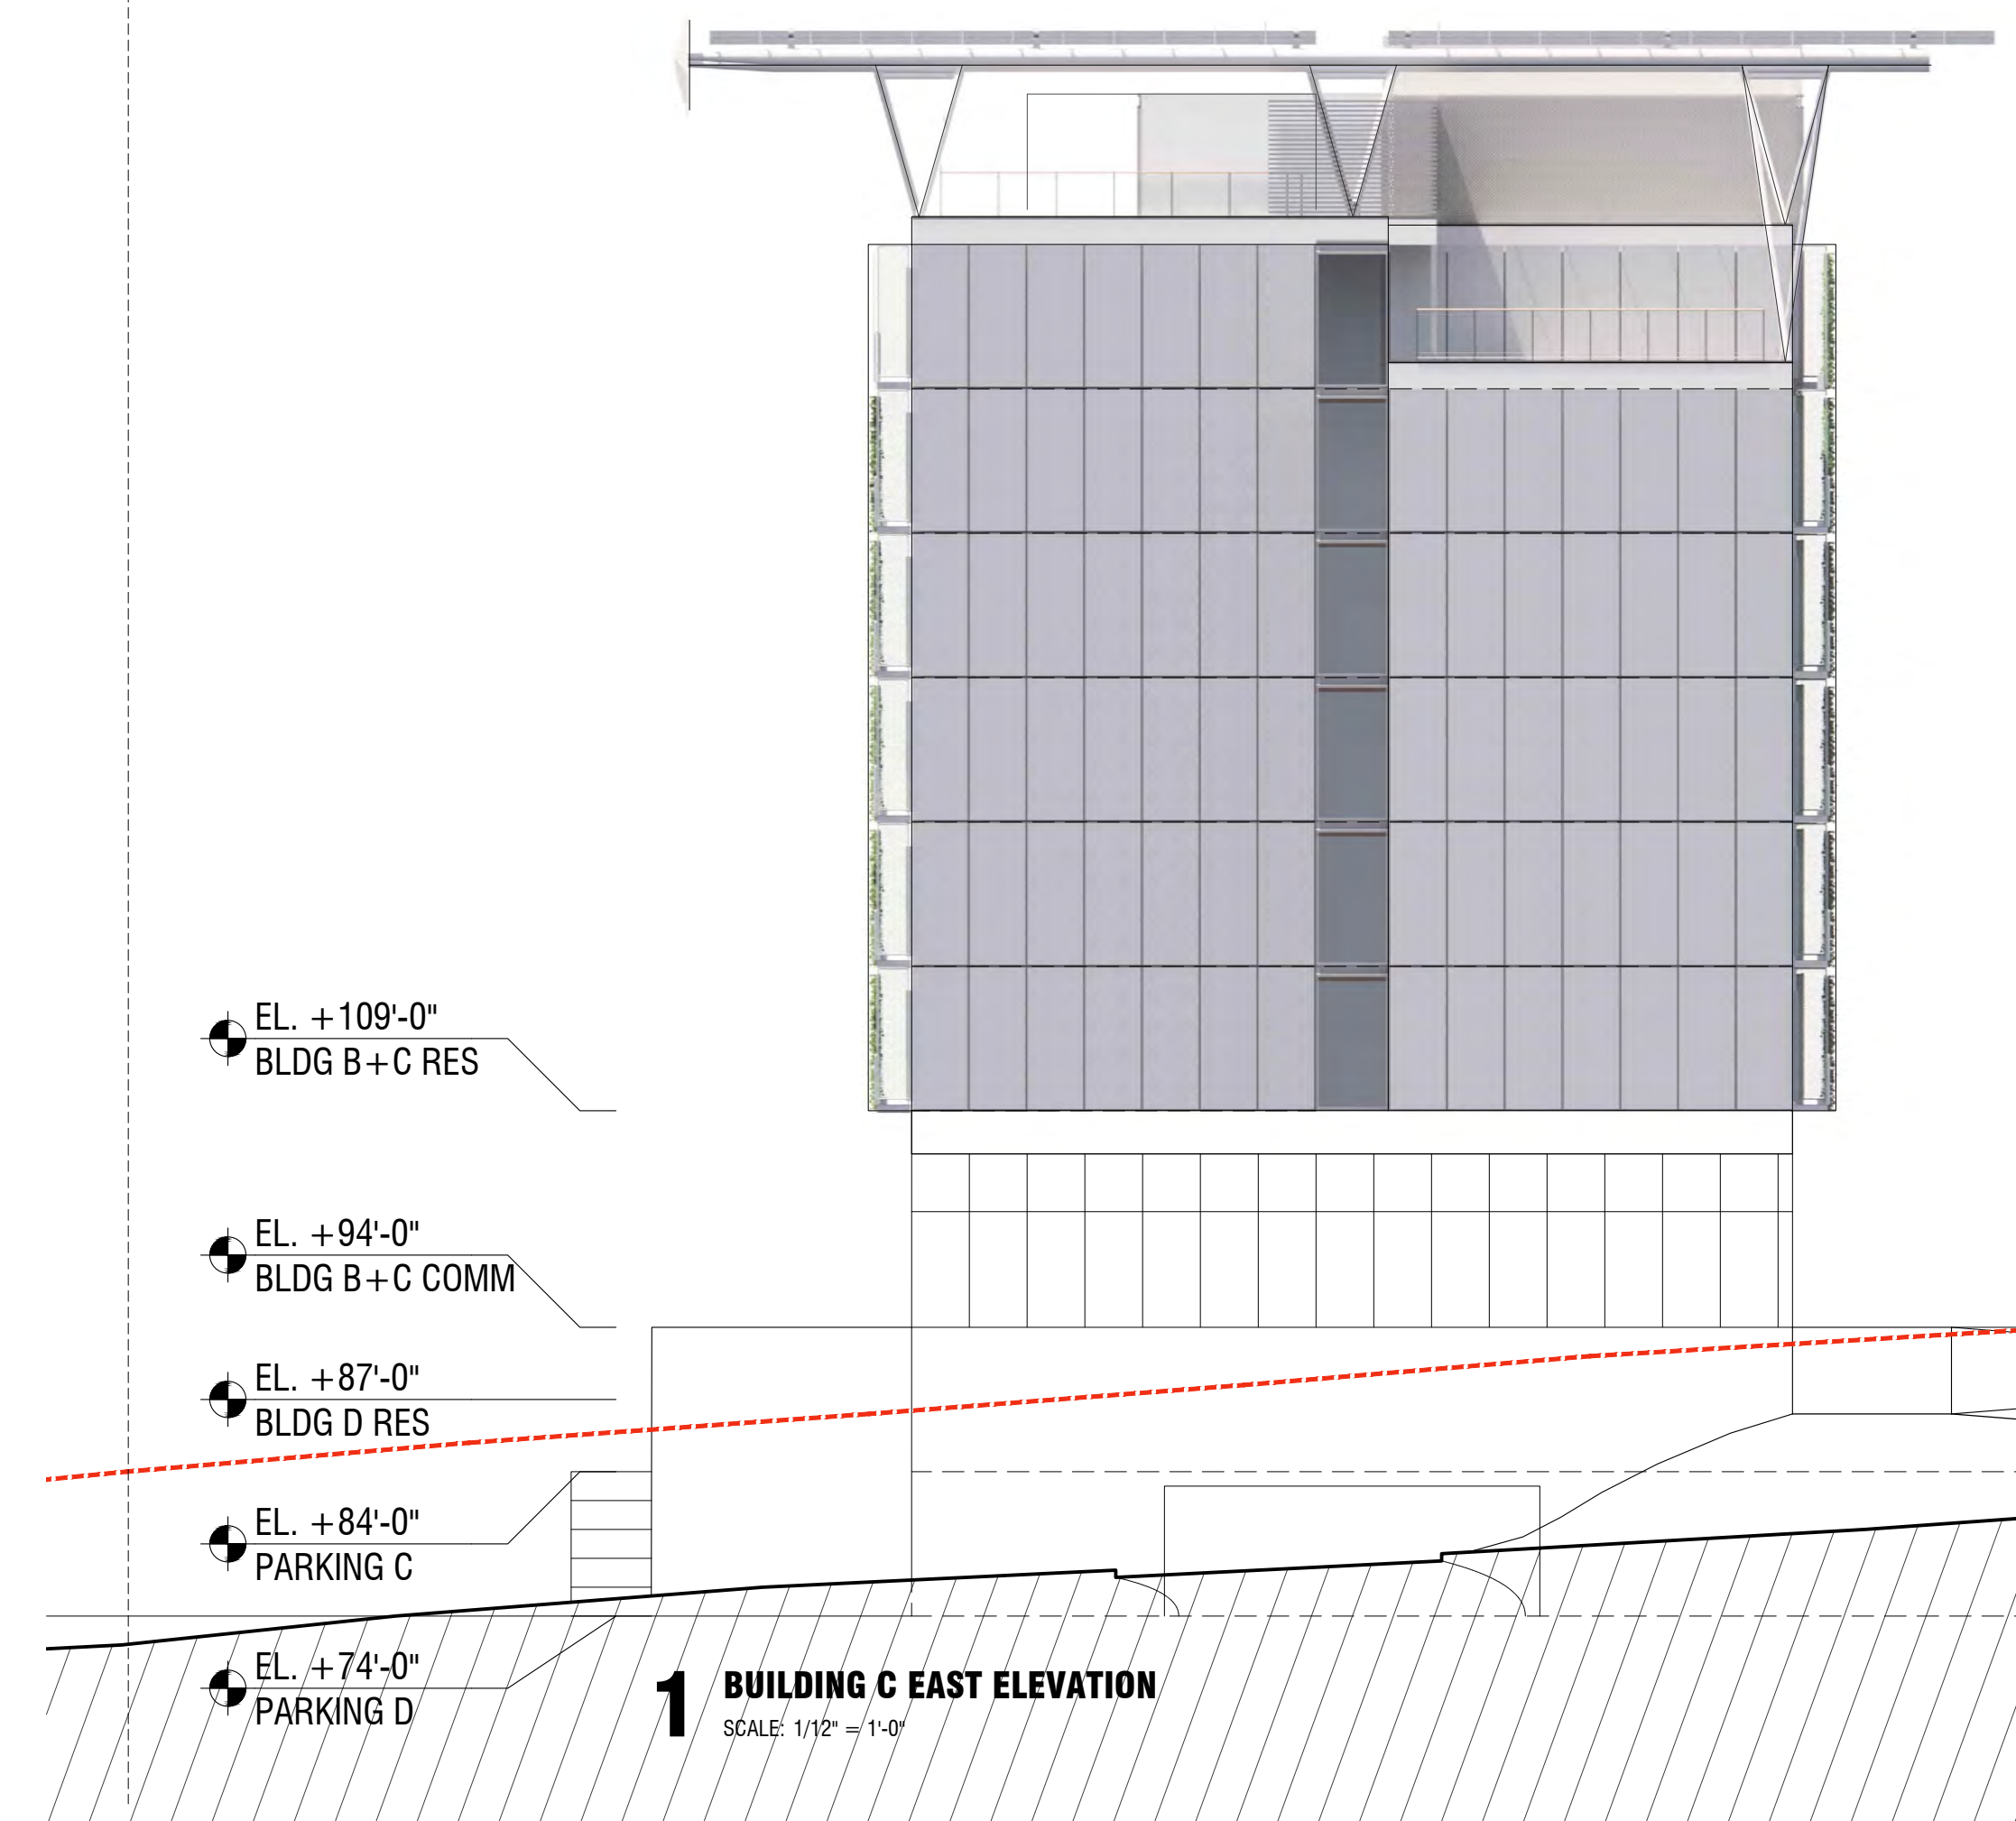 EL. +109'-0"
BLDG B+C RES
EL. +94'-0"
BLDG B+C COMM
EL. +87'-0"
BLDG D RES
EL. +84'-0"
PARKING C
EL. +74'-0"
PARKING D
1 BUILDING C EAST ELEVATION
SCALE: 1/12" = 1'-0"